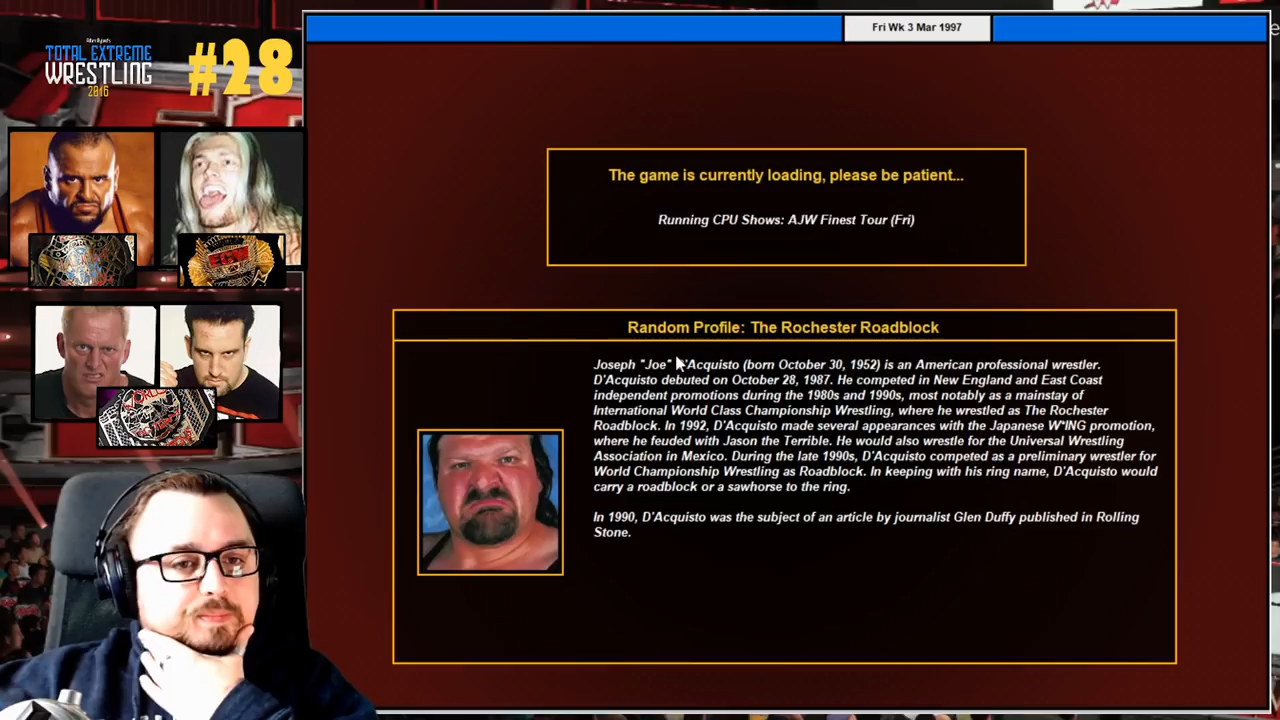 Fri Wk 3 Mar 1997
TOTAL EXTREME
WRESTLING
2016
#28
The game is currently loading, please be patient...
Running CPU Shows: AJW Finest Tour (Fri)
Random Profile: The Rochester Roadblock
Joseph "Joe" D'Acquisto (born October 30, 1952) is an American professional wrestler.
D'Acquisto debuted on October 28, 1987. He competed in New England and East Coast
independent promotions during the 1980s and 1990s, most notably as a mainstay of
International World Class Championship Wrestling, where he wrestled as The Rochester
Roadblock. In 1992, D'Acquisto made several appearances with the Japanese W*ING promotion,
where he feuded with Jason the Terrible. He would also wrestle for the Universal Wrestling
Association in Mexico. During the late 1990s, D'Acquisto competed as a preliminary wrestler for
World Championship Wrestling as Roadblock. In keeping with his ring name, D'Acquisto would
carry a roadblock or a sawhorse to the ring.
In 1990, D'Acquisto was the subject of an article by journalist Glen Duffy published in Rolling
Stone.
ECW